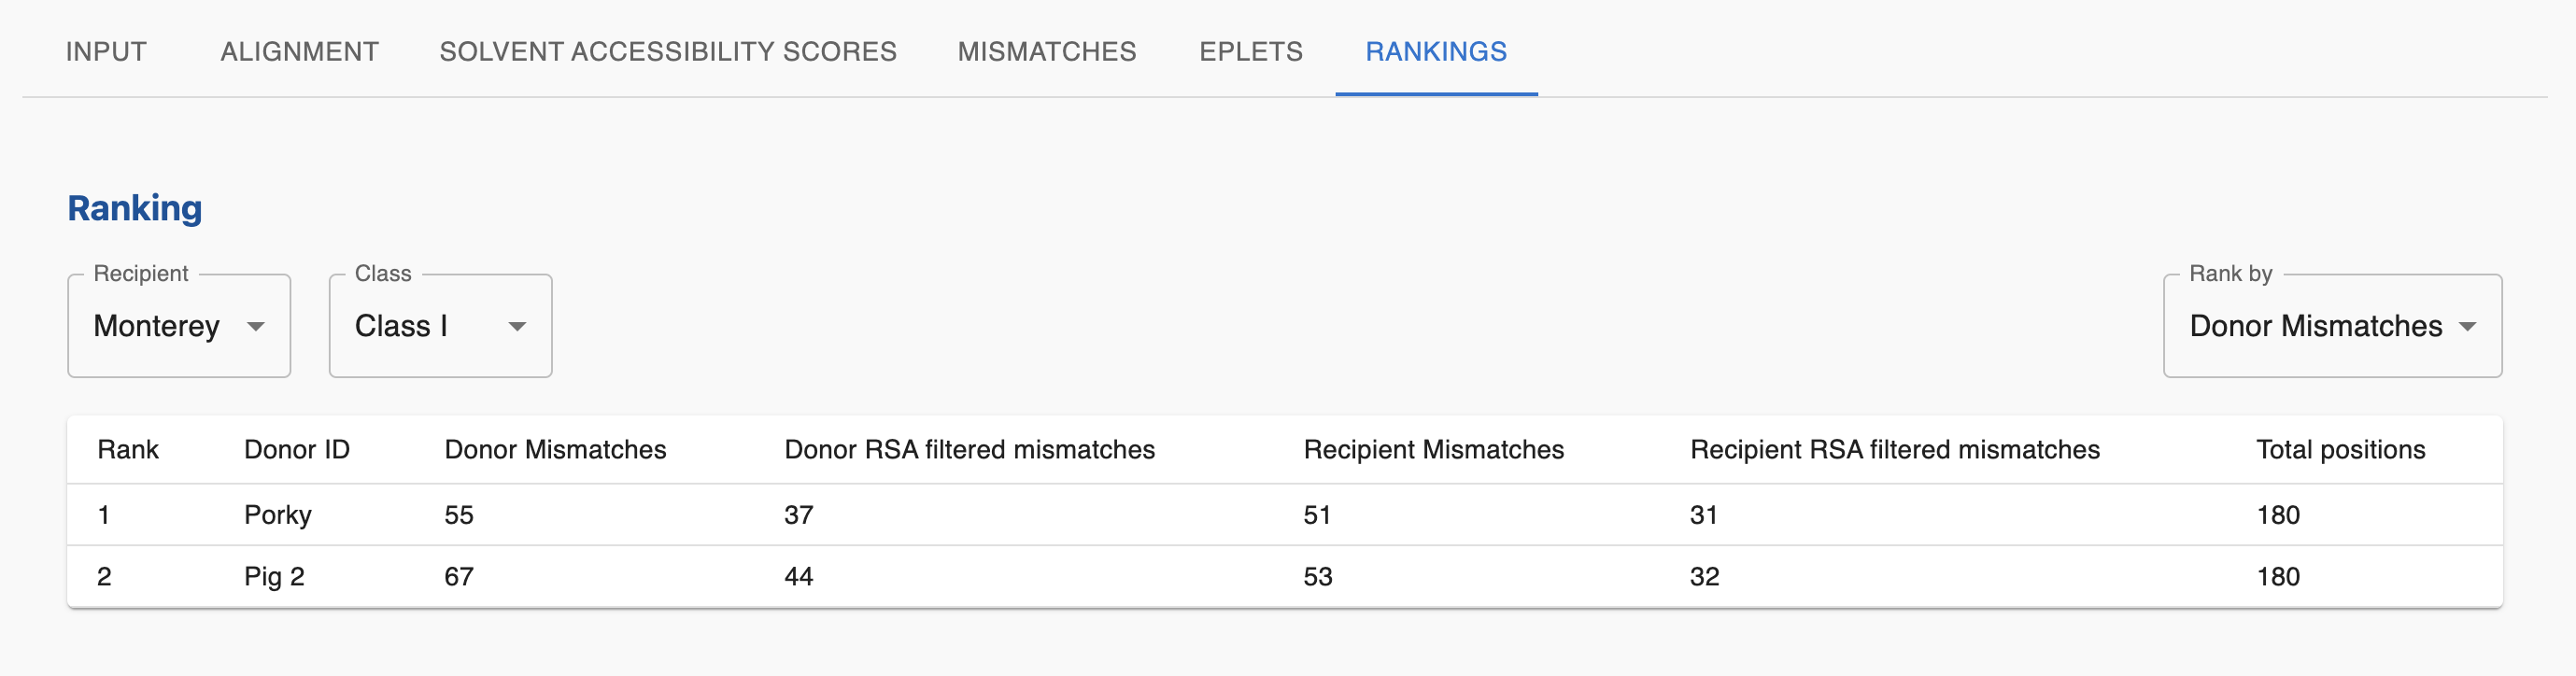 INPUT ALIGNMENT SOLVENT ACCESSIBILITY SCORES MISMATCHES EPLETS RANKINGS
Ranking
Recipient Class Rank by
Monterey Class I Donor Mismatches
Rank Donor ID Donor Mismatches Donor RSA filtered mismatches Recipient Mismatches Recipient RSA filtered mismatches Total positions
1 Porky 55 37 51 31 180
2 Pig 2 67 44 53 32 180